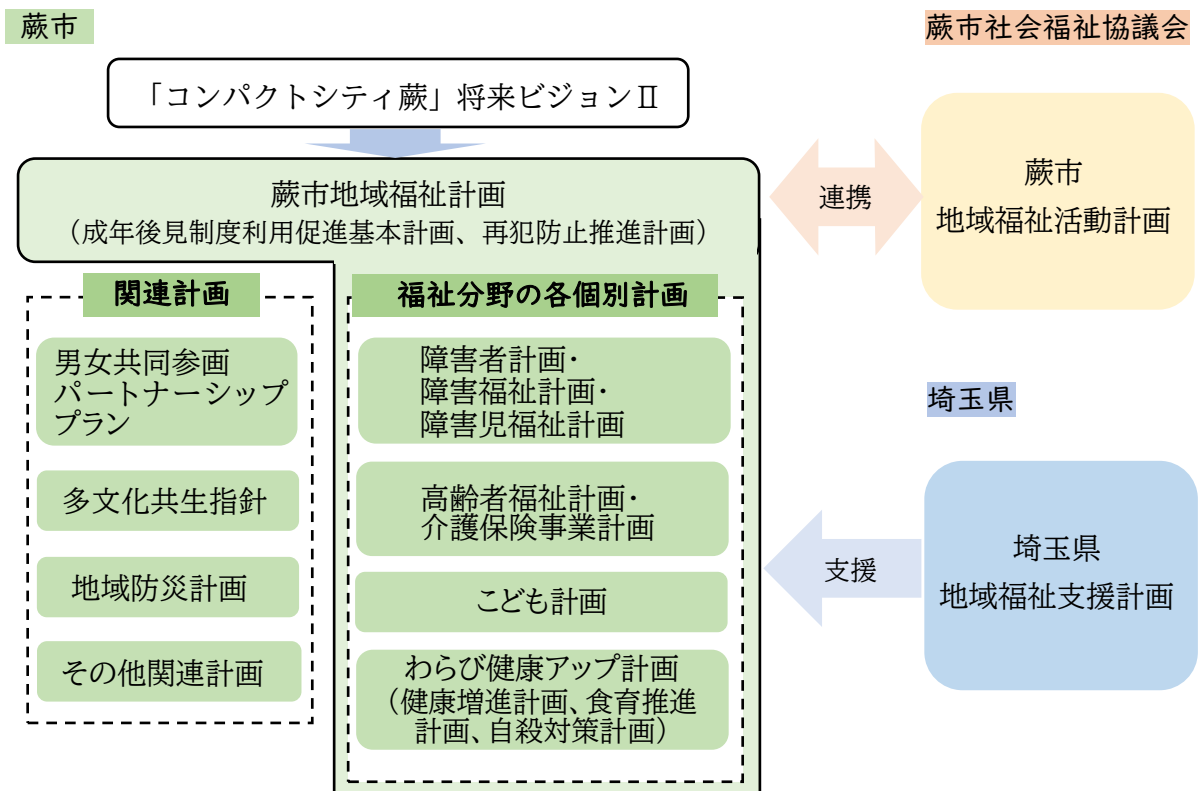 蕨市
「コンパクトシティ蕨」将来ビジョンⅡ
蕨市地域福祉計画
（成年後見制度利用促進基本計画、再犯防止推進計画）
関連計画
男女共同参画
パートナーシップ
プラン
多文化共生指針
地域防災計画
その他関連計画
福祉分野の各個別計画
障害者計画・
障害福祉計画・
障害児福祉計画
高齢者福祉計画・
介護保険事業計画
こども計画
わらび健康アップ計画
（健康増進計画、食育推進
計画、自殺対策計画）
連携
支援
蕨市社会福祉協議会
蕨市
地域福祉活動計画
埼玉県
埼玉県
地域福祉支援計画